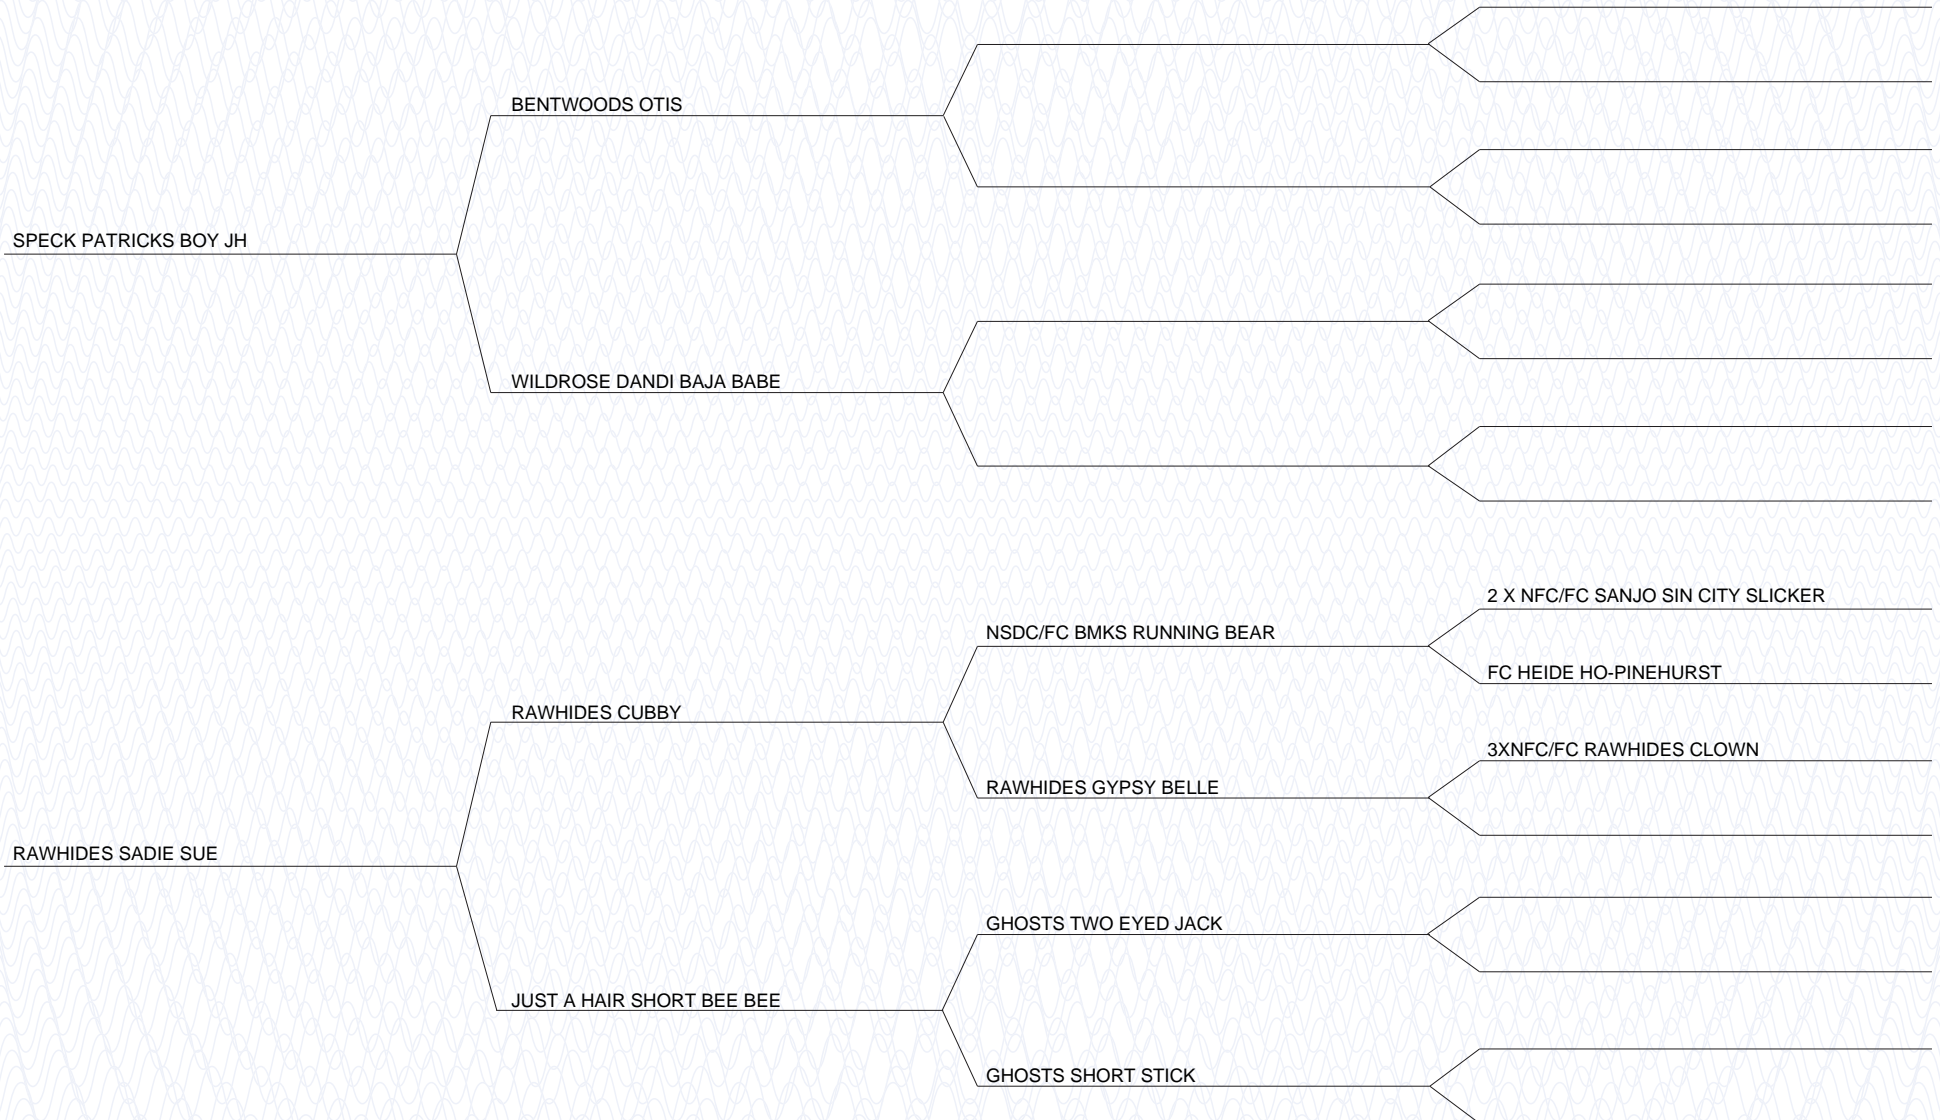 BENTWOODS OTIS
SPECK PATRICKS BOY JH
WILDROSE DANDI BAJA BABE
2 X NFC/FC SANJO SIN CITY SLICKER
NSDC/FC BMKS RUNNING BEAR
FC HEIDE HO-PINEHURST
RAWHIDES CUBBY
3XNFC/FC RAWHIDES CLOWN
RAWHIDES GYPSY BELLE
RAWHIDES SADIE SUE
GHOSTS TWO EYED JACK
JUST A HAIR SHORT BEE BEE
GHOSTS SHORT STICK